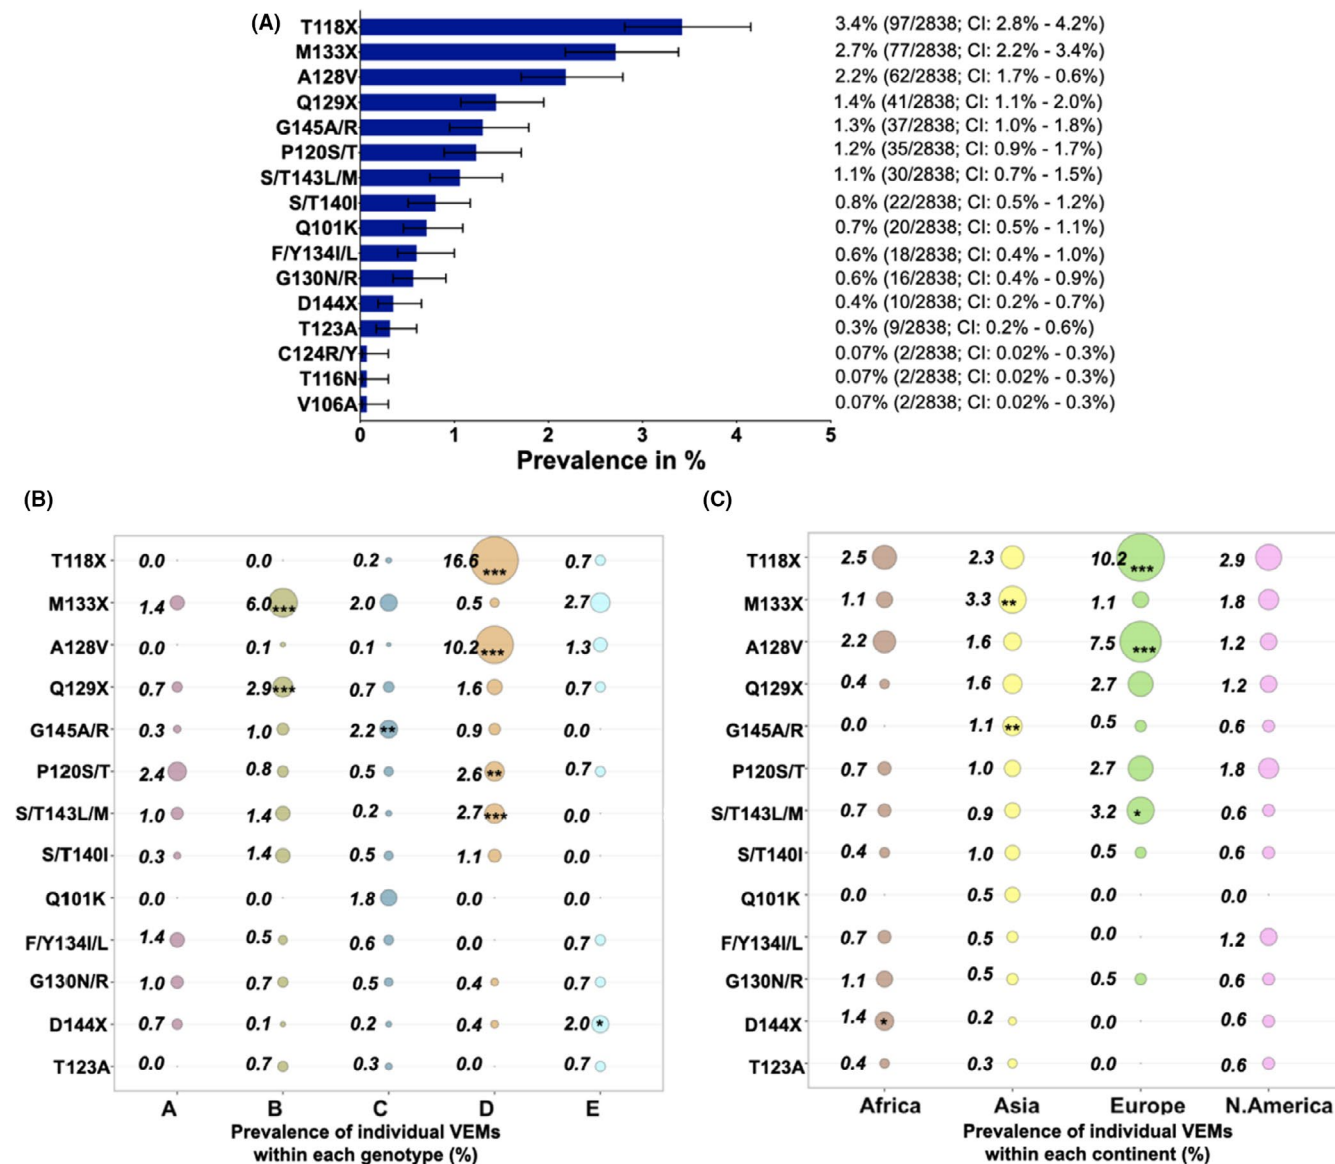 (A)
T118X 3.4% (97/2838; CI: 2.8% - 4.2%)
M133X 2.7% (77/2838; CI: 2.2% - 3.4%)
A128V 2.2% (62/2838; CI: 1.7% - 0.6%)
Q129X 1.4% (41/2838; CI: 1.1% - 2.0%)
G145A/R 1.3% (37/2838; CI: 1.0% - 1.8%)
P120S/T 1.2% (35/2838; CI: 0.9% - 1.7%)
S/T143L/M 1.1% (30/2838; CI: 0.7% - 1.5%)
S/T140I 0.8% (22/2838; CI: 0.5% - 1.2%)
Q101K 0.7% (20/2838; CI: 0.5% - 1.1%)
F/Y134I/L 0.6% (18/2838; CI: 0.4% - 1.0%)
G130N/R 0.6% (16/2838; CI: 0.4% - 0.9%)
D144X 0.4% (10/2838; CI: 0.2% - 0.7%)
T123A 0.3% (9/2838; CI: 0.2% - 0.6%)
C124R/Y 0.07% (2/2838; CI: 0.02% - 0.3%)
T116N 0.07% (2/2838; CI: 0.02% - 0.3%)
V106A 0.07% (2/2838; CI: 0.02% - 0.3%)
0 1 2 3 4 5
Prevalence in %
(B)
T118X 0.0 0.0 0.2 16.6 *** 0.7
M133X 1.4 6.0 *** 2.0 0.5 2.7
A128V 0.0 0.1 0.1 10.2 *** 1.3
Q129X 0.7 2.9 *** 0.7 1.6 0.7
G145A/R 0.3 1.0 2.2 ** 0.9 0.0
P120S/T 2.4 0.8 0.5 2.6 ** 0.7
S/T143L/M 1.0 1.4 0.2 2.7 *** 0.0
S/T140I 0.3 1.4 0.5 1.1 0.0
Q101K 0.0 0.0 1.8 0.0 0.0
F/Y134I/L 1.4 0.5 0.6 0.0 0.7
G130N/R 1.0 0.7 0.5 0.4 0.7
D144X 0.7 0.1 0.2 0.4 2.0 *
T123A 0.0 0.7 0.3 0.0 0.7
A B C D E
Prevalence of individual VEMs
within each genotype (%)
(C)
T118X 2.5 2.3 10.2 *** 2.9
M133X 1.1 3.3 ** 1.1 1.8
A128V 2.2 1.6 7.5 *** 1.2
Q129X 0.4 1.6 2.7 1.2
G145A/R 0.0 1.1 ** 0.5 0.6
P120S/T 0.7 1.0 2.7 1.8
S/T143L/M 0.7 0.9 3.2 * 0.6
S/T140I 0.4 1.0 0.5 0.6
Q101K 0.0 0.5 0.0 0.0
F/Y134I/L 0.7 0.5 0.0 1.2
G130N/R 1.1 0.5 0.5 0.6
D144X 1.4 * 0.2 0.0 0.6
T123A 0.4 0.3 0.0 0.6
Africa Asia Europe N.America
Prevalence of individual VEMs
within each continent (%)